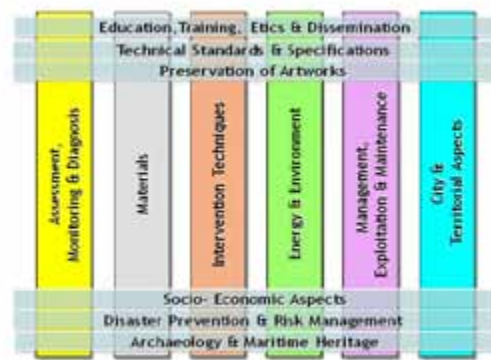 Education, Training, Etics & Dissemination
Technical Standards & Specifications
Preservation of Artworks
Assessment,
Monitoring & Diagnosis
Materials
Intervention Techniques
Energy & Environment
Management,
Exploitation & Maintenance
City &
Territorial Aspects
Socio- Economic Aspects
Disaster Prevention & Risk Management
Archaeology & Maritime Heritage